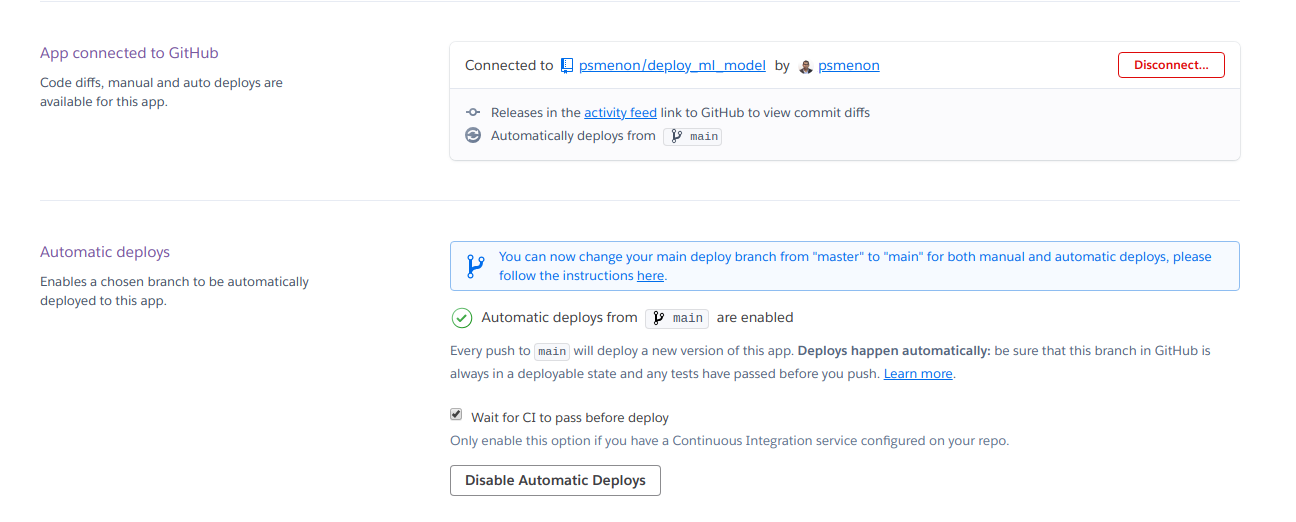 App connected to GitHub
Code diffs, manual and auto deploys are
available for this app.
Connected to psmenon/deploy_ml_model by psmenon
Disconnect...
Releases in the activity feed link to GitHub to view commit diffs
Automatically deploys from main
Automatic deploys
Enables a chosen branch to be automatically
deployed to this app.
You can now change your main deploy branch from "master" to "main" for both manual and automatic deploys, please
follow the instructions here.
Automatic deploys from main are enabled
Every push to main will deploy a new version of this app. Deploys happen automatically: be sure that this branch in GitHub is
always in a deployable state and any tests have passed before you push. Learn more.
Wait for CI to pass before deploy
Only enable this option if you have a Continuous Integration service configured on your repo.
Disable Automatic Deploys